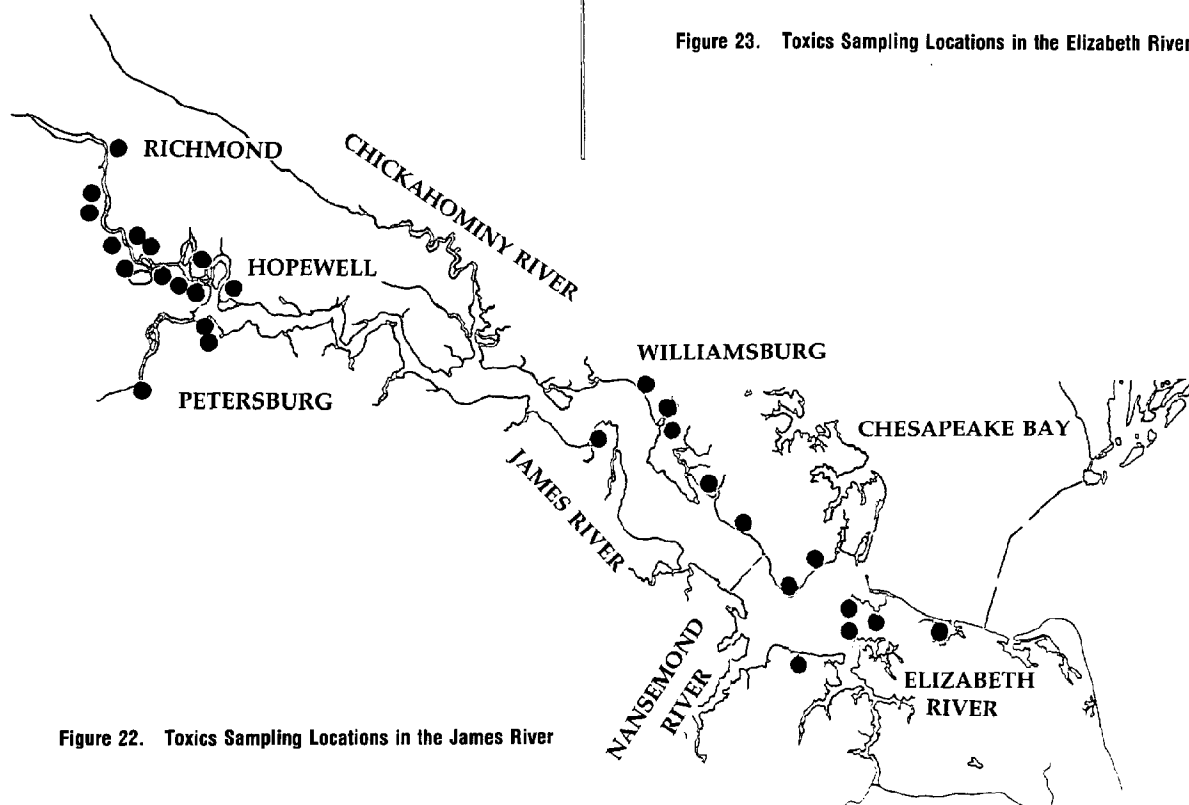 Figure 23. Toxics Sampling Locations in the Elizabeth River
RICHMOND
CHICKAHOMINY RIVER
HOPEWELL
PETERSBURG
WILLIAMSBURG
CHESAPEAKE BAY
JAMES RIVER
NANSEMOND
RIVER
ELIZABETH
RIVER
Figure 22. Toxics Sampling Locations in the James River